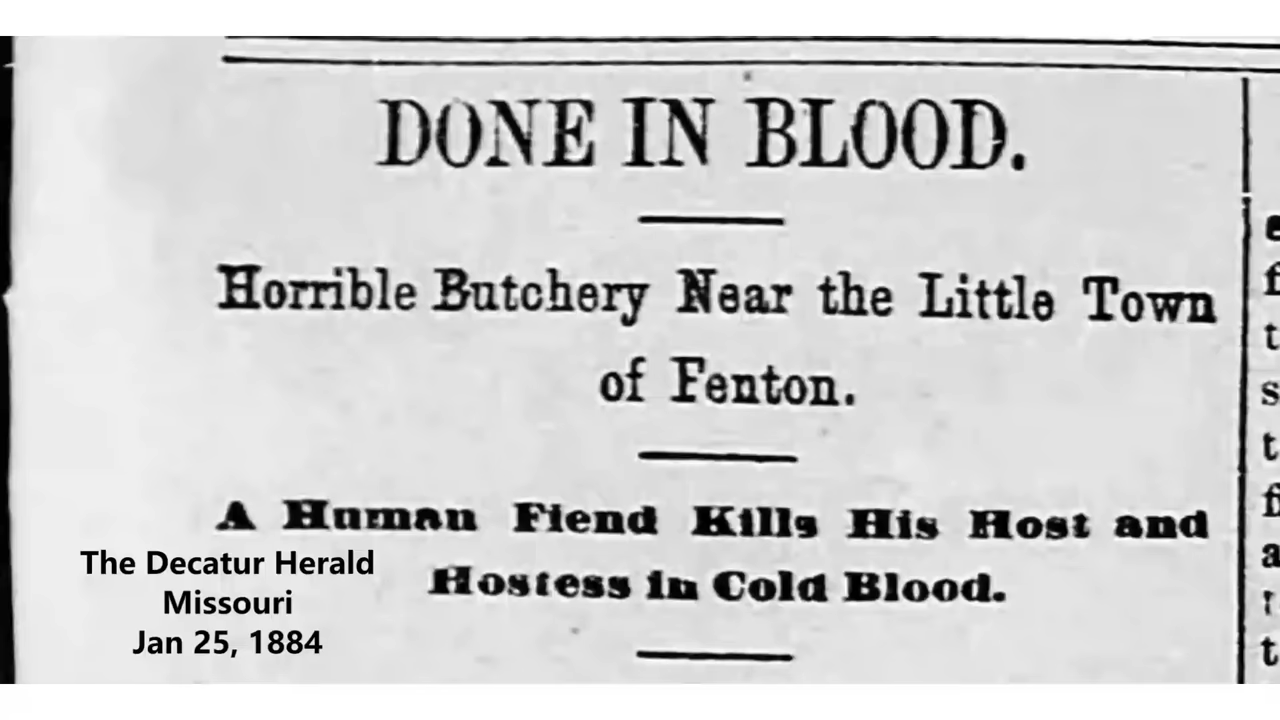 DONE IN BLOOD.
Horrible Butchery Near the Little Town
of Fenton.
A Human Fiend Kills His Host and
Hostess in Cold Blood.
The Decatur Herald
Missouri
Jan 25, 1884